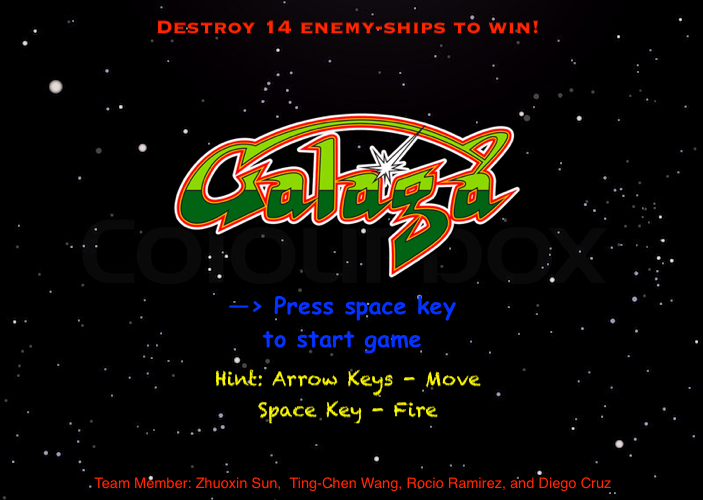 DESTROY 14 ENEMY-SHIPS TO WIN!
Galaga
colourbox
—> Press space key
to start game
Hint: Arrow Keys - Move
Space Key - Fire
Team Member: Zhuoxin Sun, Ting-Chen Wang, Rocio Ramirez, and Diego Cruz